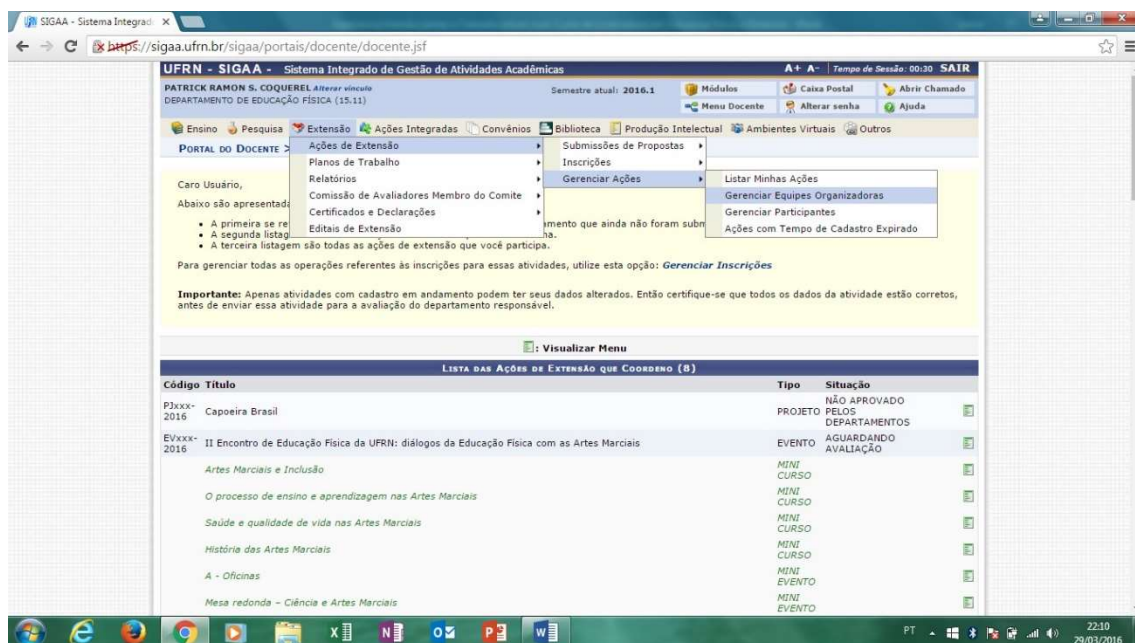 SIGAA - Sistema Integrad
https://sigaa.ufrn.br/sigaa/portais/docente/docente.jsf
UFRN - SIGAA - Sistema Integrado de Gestão de Atividades Acadêmicas
A+ A- Tempo de Sessão: 00:30 SAIR
PATRICK RAMON S. COQUEREL Alterar vínculo
Semestre atual: 2016.1
Módulos Caixa Postal Abrir Chamado
DEPARTAMENTO DE EDUCAÇÃO FÍSICA (15.11)
Menu Docente Alterar senha Ajuda
Ensino Pesquisa Extensão Ações Integradas Convênios Biblioteca Produção Intelectual Ambientes Virtuais Outros
PORTAL DO DOCENTE >
Ações de Extensão
Planos de Trabalho
Relatórios
Comissão de Avaliadores Membro do Comite
Certificados e Declarações
Editais de Extensão
Submissões de Propostas
Inscrições
Gerenciar Ações
Listar Minhas Ações
Gerenciar Equipes Organizadoras
Gerenciar Participantes
Ações com Tempo de Cadastro Expirado
Caro Usuário,
Abaixo são apresentada
A primeira se re amento que ainda não foram subm
A segunda listag ha.
A terceira listagem são todas as ações de extensão que você participa.
Para gerenciar todas as operações referentes às inscrições para essas atividades, utilize esta opção: Gerenciar Inscrições
Importante: Apenas atividades com cadastro em andamento podem ter seus dados alterados. Então certifique-se que todos os dados da atividade estão corretos,
antes de enviar essa atividade para a avaliação do departamento responsável.
: Visualizar Menu
LISTA DAS AÇÕES DE EXTENSÃO QUE COORDENO (8)
Código Título Tipo Situação
PJxxx-2016 Capoeira Brasil PROJETO NÃO APROVADO PELOS DEPARTAMENTOS
EVxxx-2016 II Encontro de Educação Física da UFRN: diálogos da Educação Física com as Artes Marciais EVENTO AGUARDANDO AVALIAÇÃO
Artes Marciais e Inclusão MINI CURSO
O processo de ensino e aprendizagem nas Artes Marciais MINI CURSO
Saúde e qualidade de vida nas Artes Marciais MINI CURSO
História das Artes Marciais MINI CURSO
A - Oficinas MINI EVENTO
Mesa redonda – Ciência e Artes Marciais MINI EVENTO
PT
22:10
29/03/2016